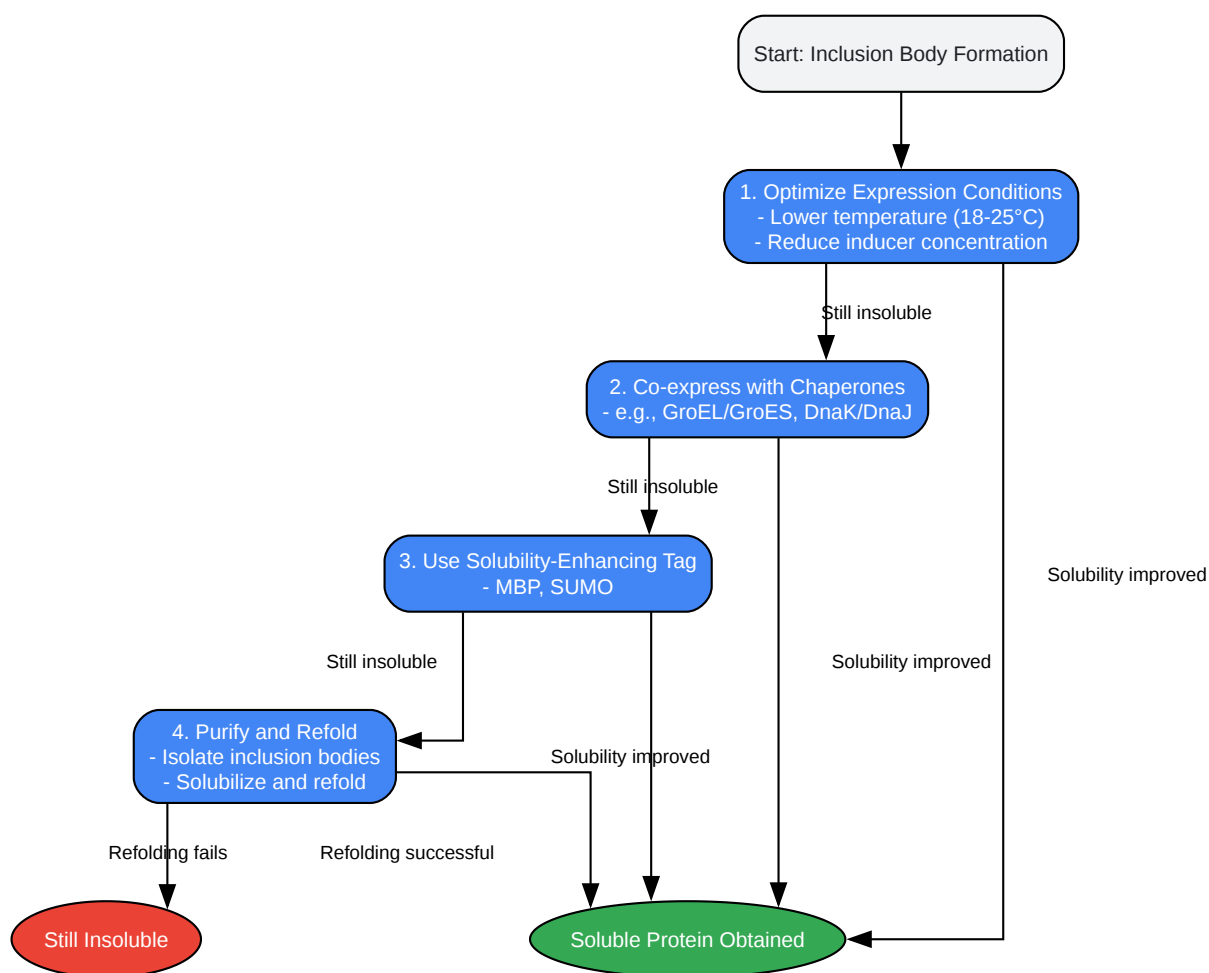 Start: Inclusion Body Formation
1. Optimize Expression Conditions
- Lower temperature (18-25°C)
- Reduce inducer concentration
Still insoluble
2. Co-express with Chaperones
- e.g., GroEL/GroES, DnaK/DnaJ
Still insoluble
3. Use Solubility-Enhancing Tag
- MBP, SUMO
Solubility improved
Still insoluble
Solubility improved
4. Purify and Refold
- Isolate inclusion bodies
- Solubilize and refold
Solubility improved
Refolding fails
Refolding successful
Still Insoluble
Soluble Protein Obtained